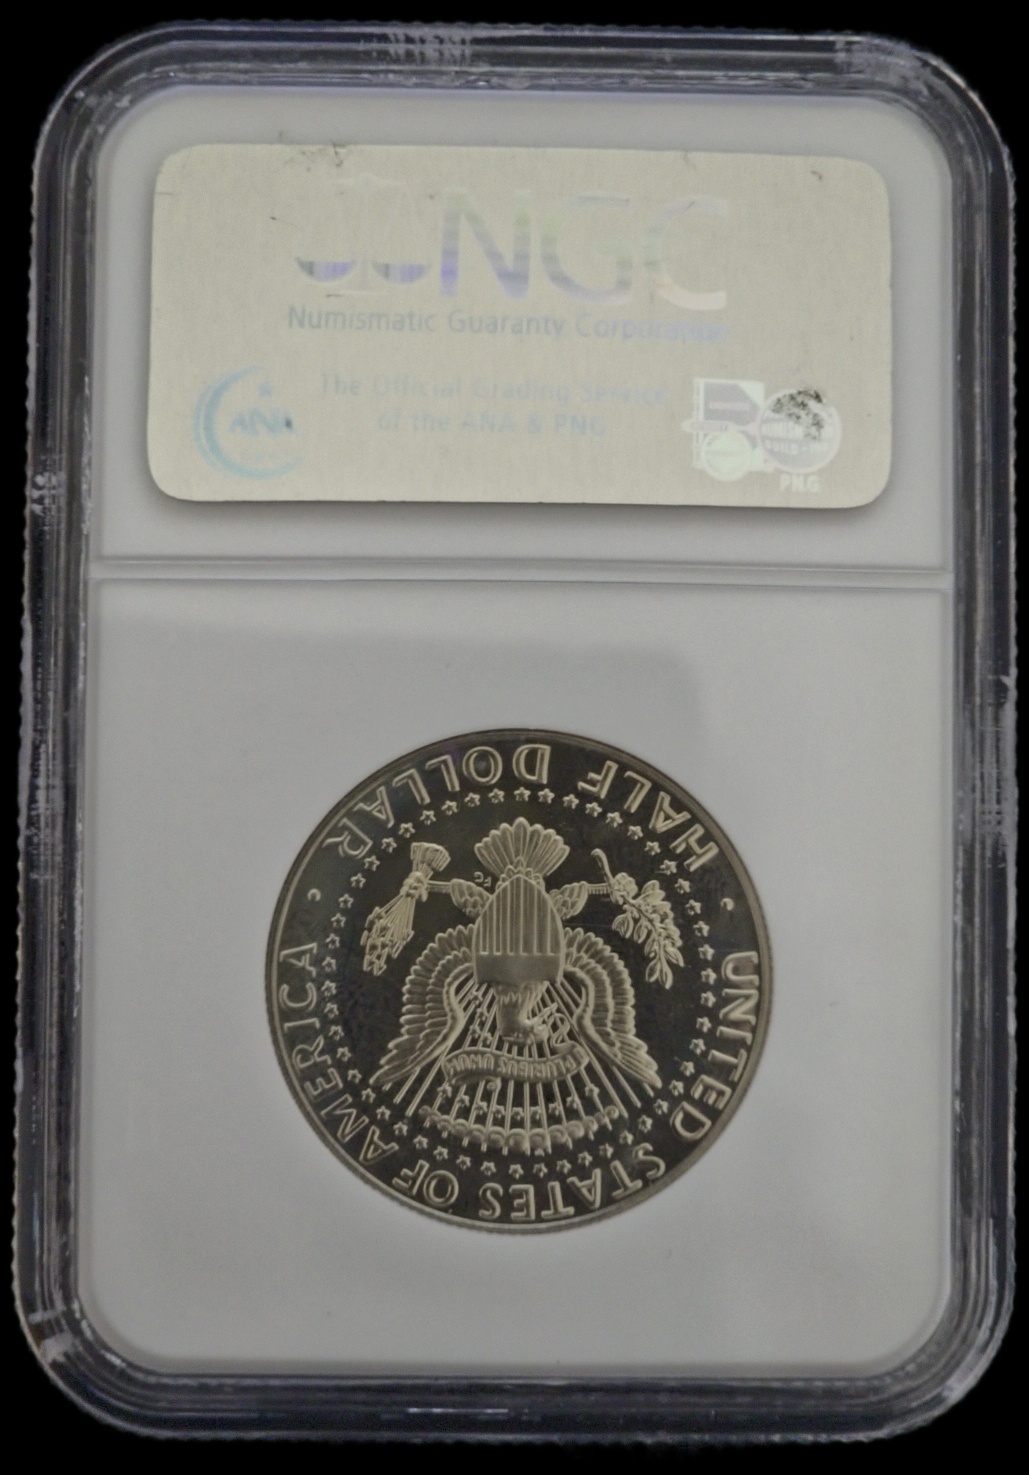 NGC
Numismatic Guaranty Corporation
The Official Grading Service
of the ANA & PNG
ANA
PNG
UNITED STATES OF AMERICA
HALF DOLLAR
E PLURIBUS UNUM
FG